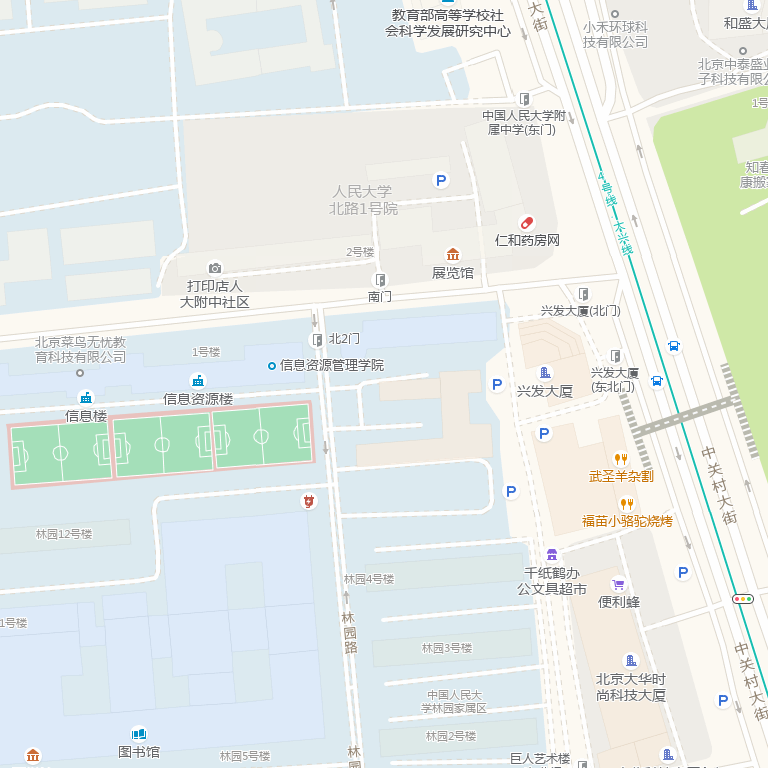 教育部高等学校社
会科学发展研究中心
大街
小禾环球科
技有限公司
和盛大
北京中泰盛业
子科技有限公
1号
中国人民大学附
属中学(东门)
知春
康搬
人民大学
北路1号院
4号线
大兴线
仁和药房网
2号楼
展览馆
打印店人
大附中社区
南门
兴发大厦(北门)
北京菜鸟无忧教
育科技有限公司
1号楼
北2门
信息资源管理学院
兴发大厦
(东北门)
兴发大厦
信息楼
信息资源楼
武圣羊杂割
福苗小骆驼烧烤
中关村大街
林园12号楼
千纸鹤办
公文具超市
林园4号楼
便利蜂
林园路
1号楼
林园3号楼
北京大华时
尚科技大厦
中关村大街
中国人民大
学林园家属区
图书馆
林园2号楼
林园5号楼
林园
巨人艺术楼